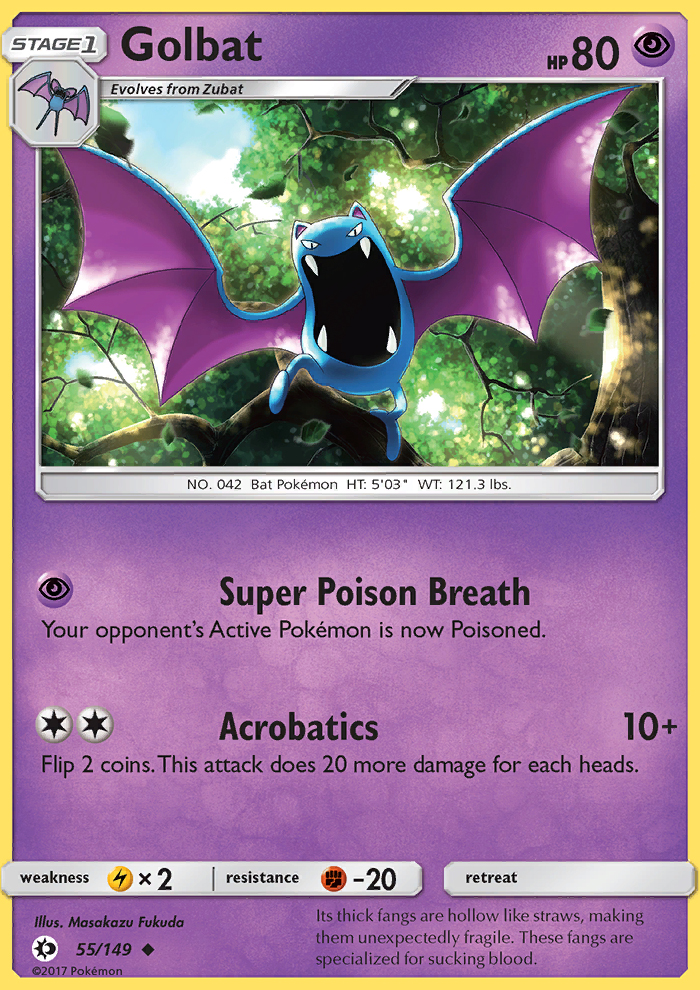 STAGE1
Golbat
HP 80
Evolves from Zubat
NO. 042 Bat Pokémon HT: 5'03" WT: 121.3 lbs.
Super Poison Breath
Your opponent's Active Pokémon is now Poisoned.
Acrobatics 10+
Flip 2 coins. This attack does 20 more damage for each heads.
weakness ×2 resistance -20 retreat
Illus. Masakazu Fukuda
55/149
©2017 Pokémon
Its thick fangs are hollow like straws, making
them unexpectedly fragile. These fangs are
specialized for sucking blood.